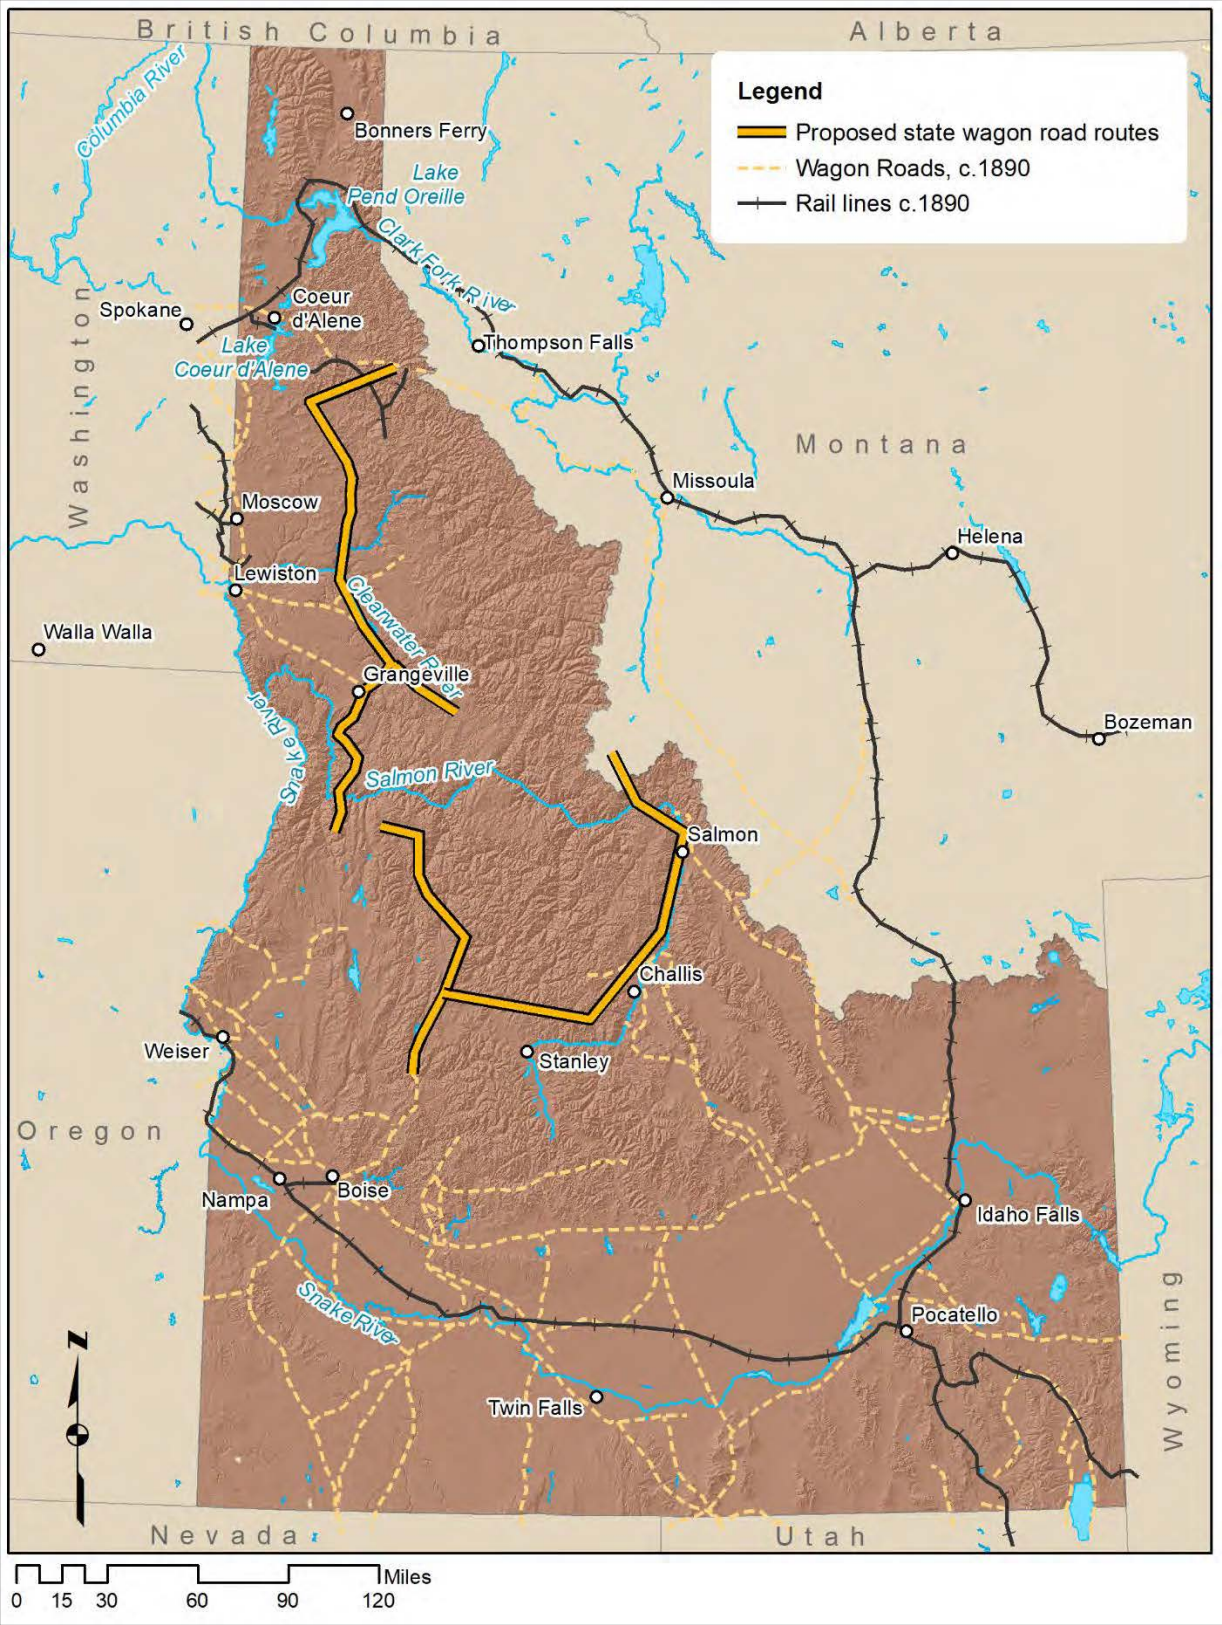 British Columbia
Alberta
Columbia River
Legend
Proposed state wagon road routes
Wagon Roads, c.1890
Rail lines c.1890
Bonners Ferry
Lake
Pend Oreille
Clark Fork River
Washington
Spokane
Coeur
d'Alene
Lake
Coeur d'Alene
Thompson Falls
Montana
Missoula
Moscow
Helena
Lewiston
Clearwater River
Walla Walla
Grangeville
Snake River
Bozeman
Salmon River
Salmon
Challis
Weiser
Stanley
Oregon
Nampa
Boise
Idaho Falls
Snake River
Pocatello
Wyoming
N
Twin Falls
Nevada
Utah
Miles
0 15 30 60 90 120